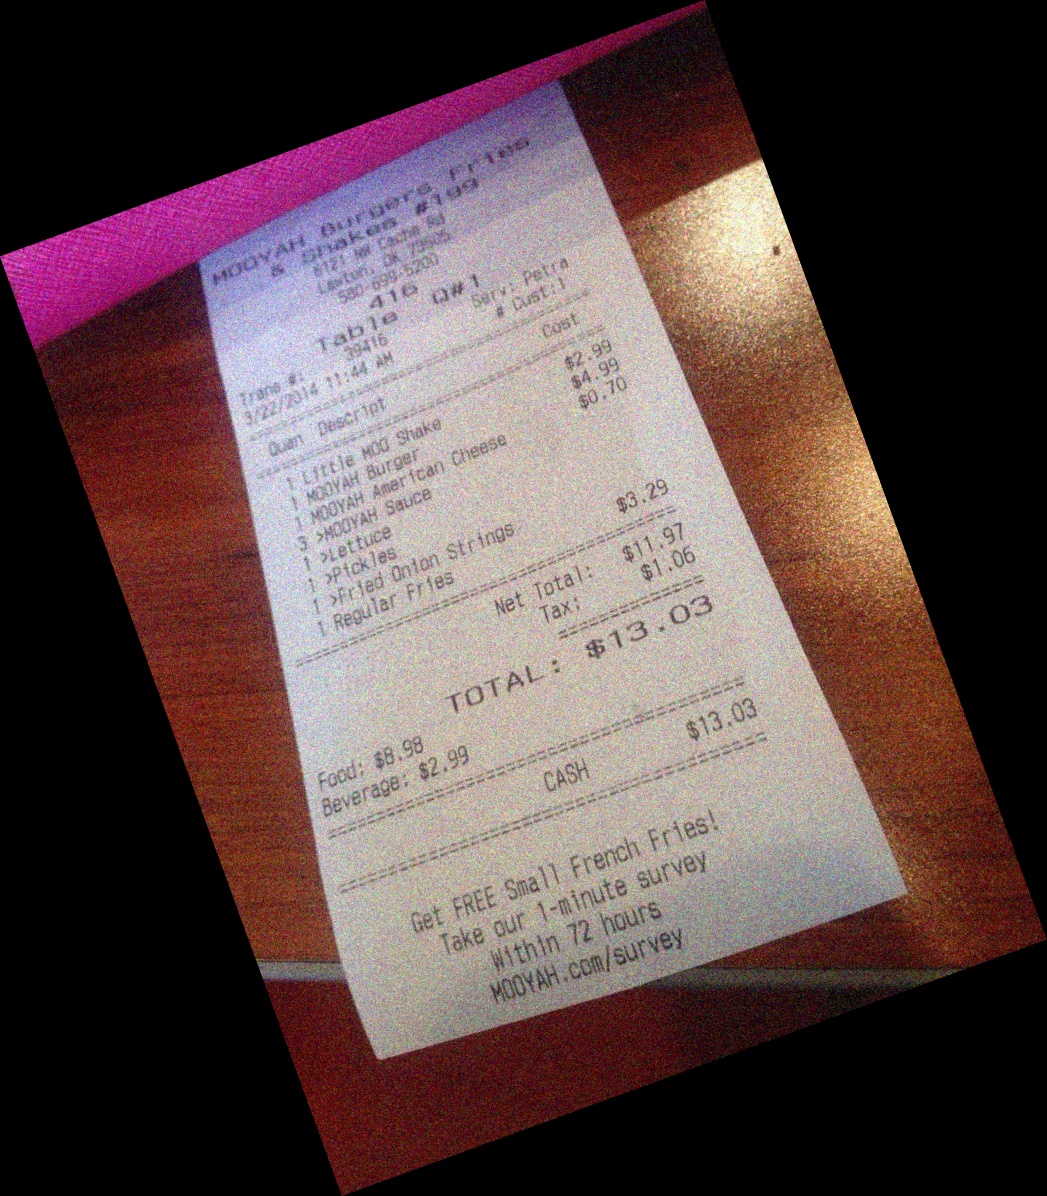 MOOYAH Burgers Fries
& Shakes #199
6121 NW Cache Rd
Lawton, OK 73505
580-699-5200
416
Table Q#1
Trans #: 39416 Serv: Petra
3/22/2014 11:44 AM # Cust:1
Quan Descript Cost
1 Little MOO Shake $2.99
1 MOOYAH Burger $4.99
1 MOOYAH American Cheese $0.70
3 >MOOYAH Sauce
1 >Lettuce
1 >Pickles
1 >Fried Onion Strings
1 Regular Fries $3.29
Net Total: $11.97
Tax: $1.06
TOTAL: $13.03
Food: $8.98
Beverage: $2.99
CASH $13.03
Get FREE Small French Fries!
Take our 1-minute survey
Within 72 hours
MOOYAH.com/survey